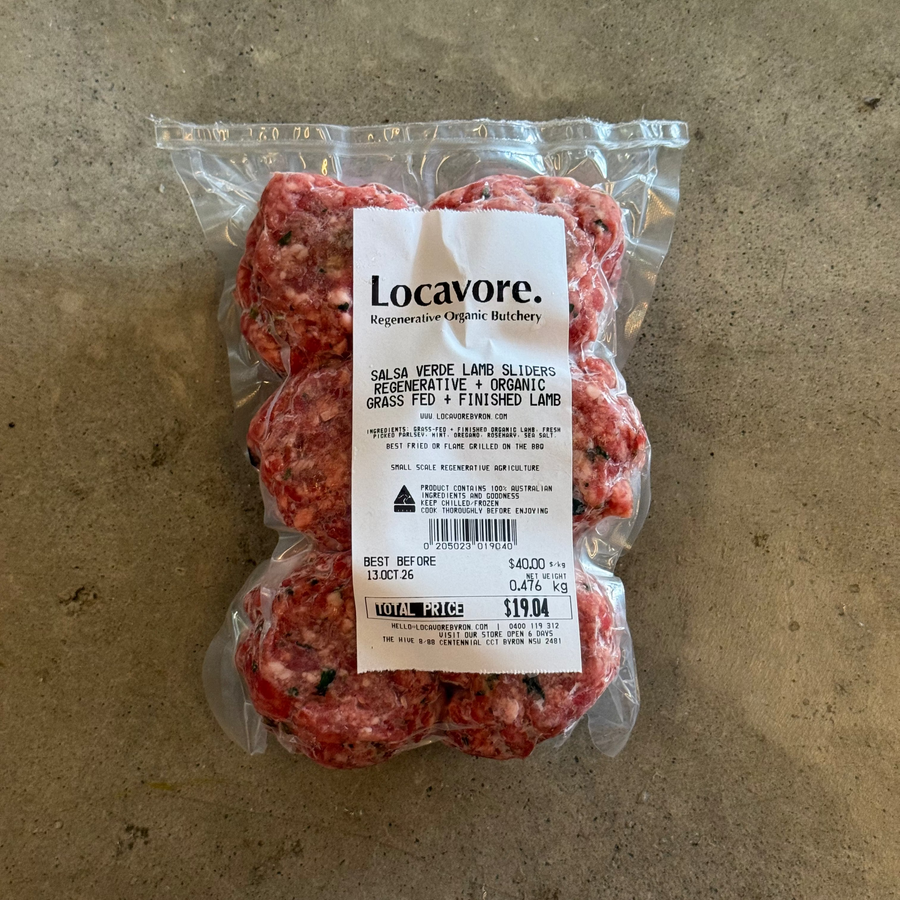 Locavore.
Regenerative Organic Butchery
SALSA VERDE LAMB SLIDERS
REGENERATIVE + ORGANIC
GRASS FED + FINISHED LAMB
WWW.LOCAVOREBYRON.COM
INGREDIENTS: GRASS-FED + FINISHED ORGANIC LAMB, FRESH
PICKED PARLSEY, MINT, OREGANO, ROSEMARY, SEA SALT.
BEST FRIED OR FLAME GRILLED ON THE BBQ
SMALL SCALE REGENERATIVE AGRICULTURE
PRODUCT CONTAINS 100% AUSTRALIAN
INGREDIENTS AND GOODNESS
KEEP CHILLED/FROZEN
COOK THOROUGHLY BEFORE ENJOYING
0 205023 019040
BEST BEFORE $40.00 $/kg
13.OCT.26 NET WEIGHT
0.476 kg
TOTAL PRICE $19.04
HELLO-LOCAVOREBYRON.COM | 0400 119 312
VISIT OUR STORE OPEN 6 DAYS
THE HIVE 8/88 CENTENNIAL CCT BYRON NSW 2481